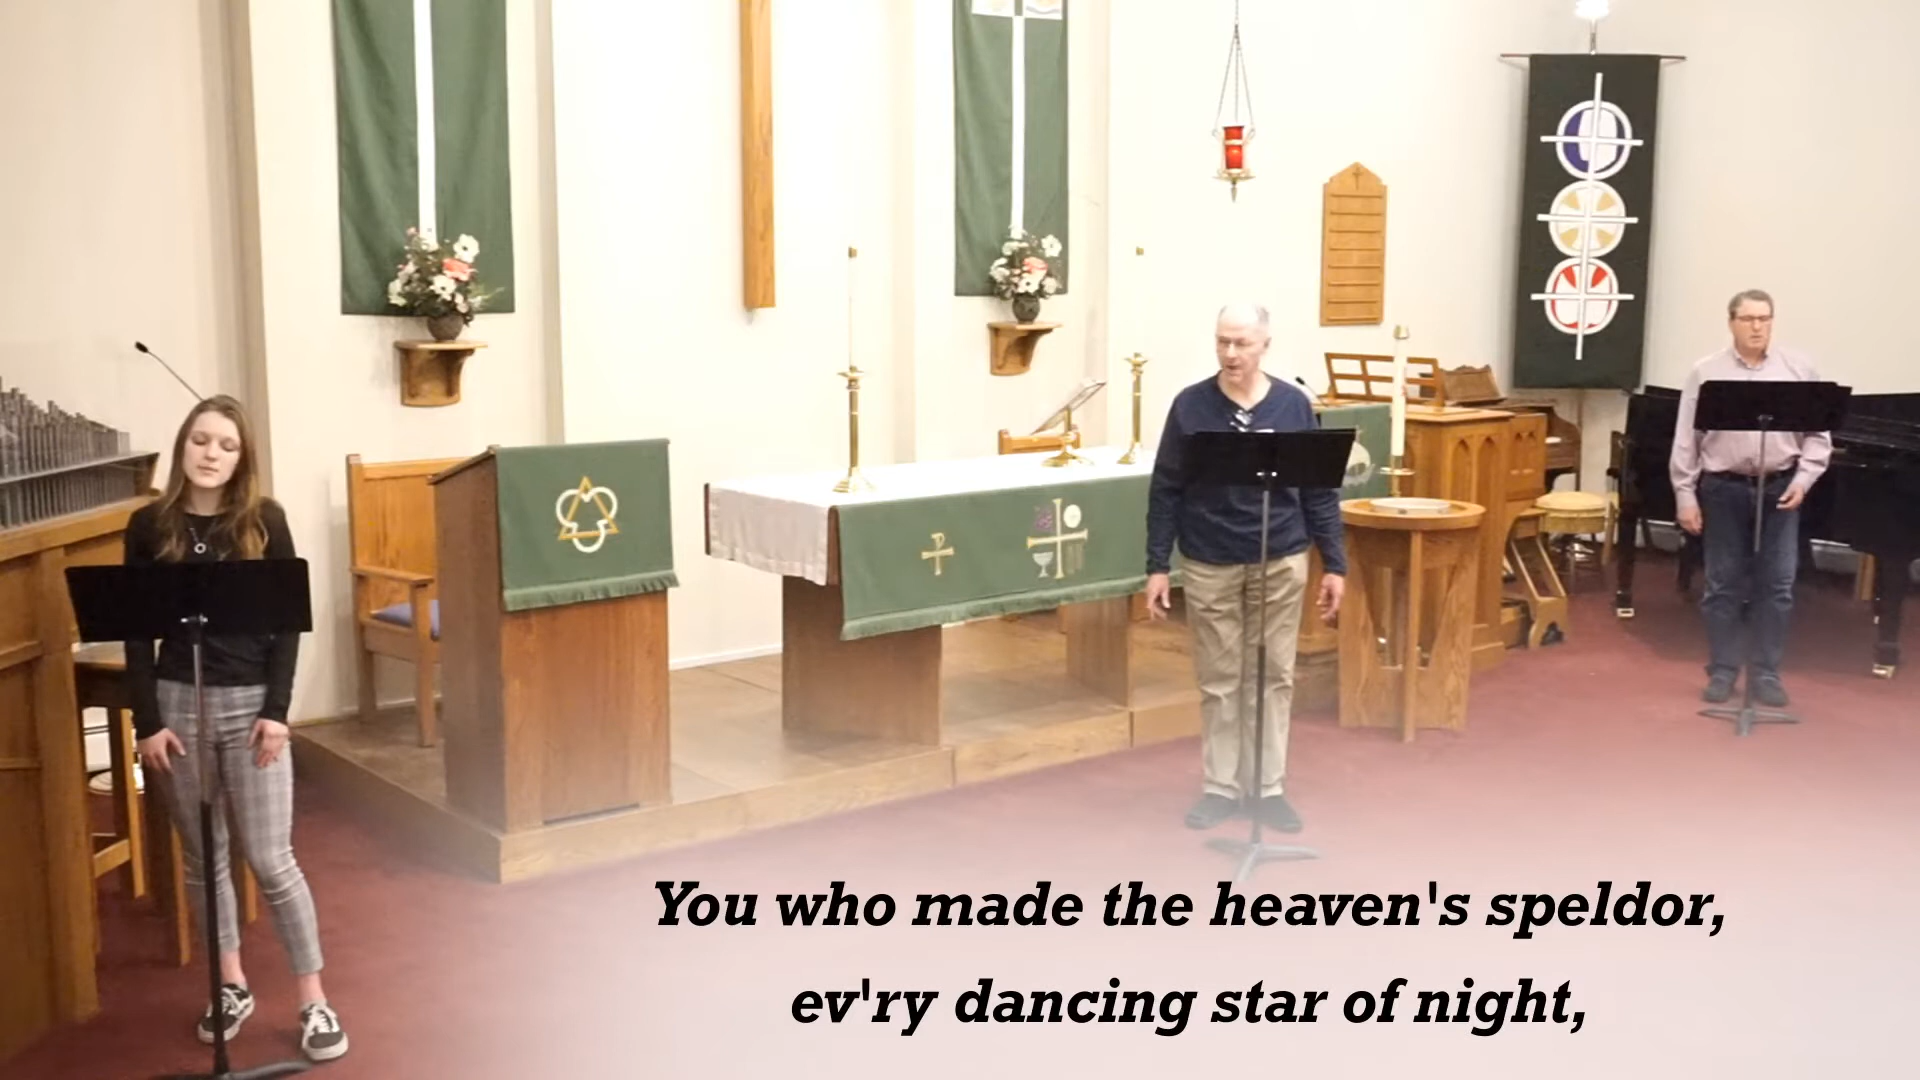 You who made the heaven's speldor,
ev'ry dancing star of night,